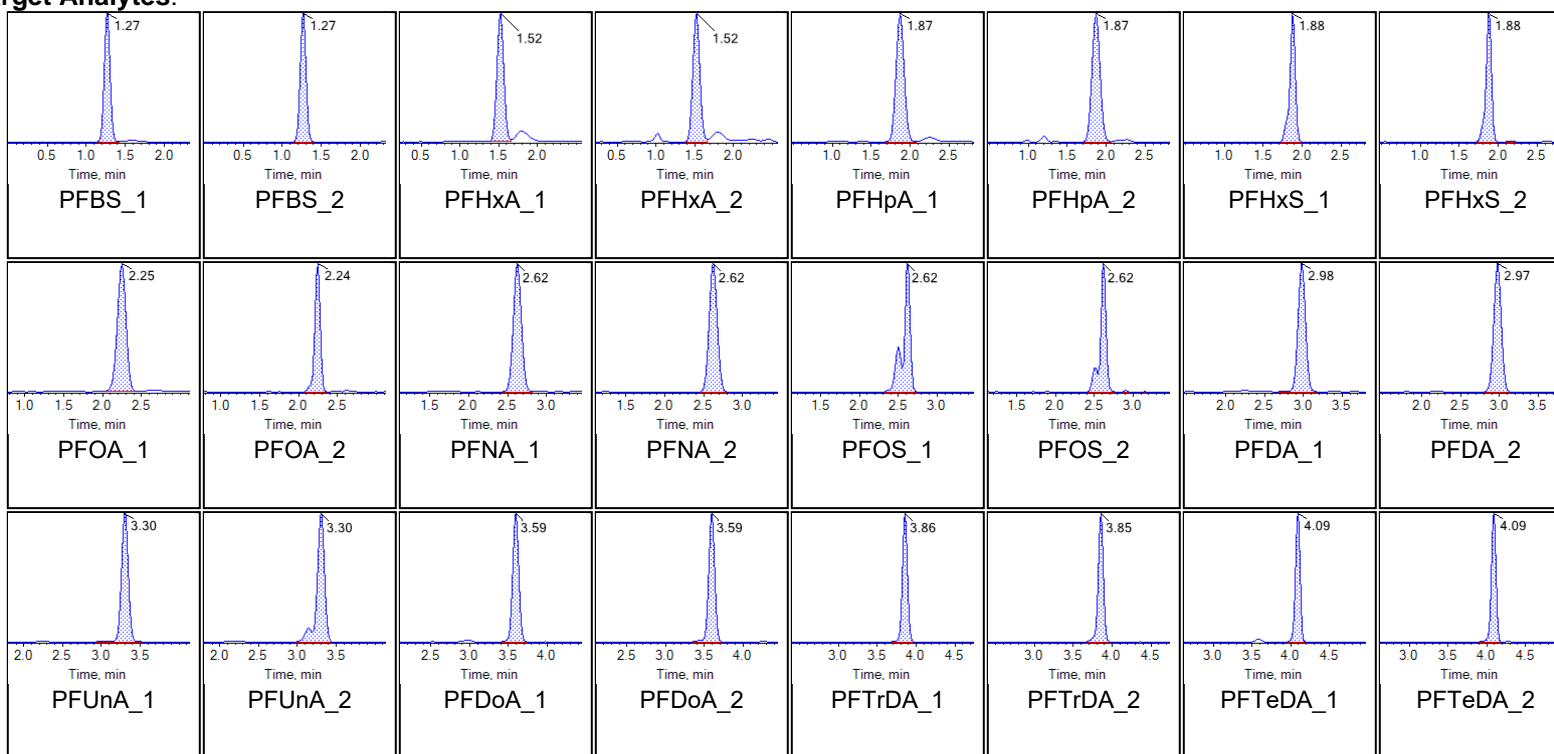 arget Analytes:
1.27 1.27 1.52 1.52 1.87 1.87 1.88 1.88
0.5 1.0 1.5 2.0 0.5 1.0 1.5 2.0 0.5 1.0 1.5 2.0 0.5 1.0 1.5 2.0 1.0 1.5 2.0 2.5 1.0 1.5 2.0 2.5 1.0 1.5 2.0 2.5 1.0 1.5 2.0 2.5
Time, min Time, min Time, min Time, min Time, min Time, min Time, min Time, min
PFBS_1 PFBS_2 PFHxA_1 PFHxA_2 PFHpA_1 PFHpA_2 PFHxS_1 PFHxS_2
2.25 2.24 2.62 2.62 2.62 2.62 2.98 2.97
1.0 1.5 2.0 2.5 1.0 1.5 2.0 2.5 1.5 2.0 2.5 3.0 1.5 2.0 2.5 3.0 1.5 2.0 2.5 3.0 1.5 2.0 2.5 3.0 2.0 2.5 3.0 3.5 2.0 2.5 3.0 3.5
Time, min Time, min Time, min Time, min Time, min Time, min Time, min Time, min
PFOA_1 PFOA_2 PFNA_1 PFNA_2 PFOS_1 PFOS_2 PFDA_1 PFDA_2
3.30 3.30 3.59 3.59 3.86 3.85 4.09 4.09
2.0 2.5 3.0 3.5 2.0 2.5 3.0 3.5 2.5 3.0 3.5 4.0 2.5 3.0 3.5 4.0 3.0 3.5 4.0 4.5 3.0 3.5 4.0 4.5 3.0 3.5 4.0 4.5 3.0 3.5 4.0 4.5
Time, min Time, min Time, min Time, min Time, min Time, min Time, min Time, min
PFUnA_1 PFUnA_2 PFDoA_1 PFDoA_2 PFTrDA_1 PFTrDA_2 PFTeDA_1 PFTeDA_2